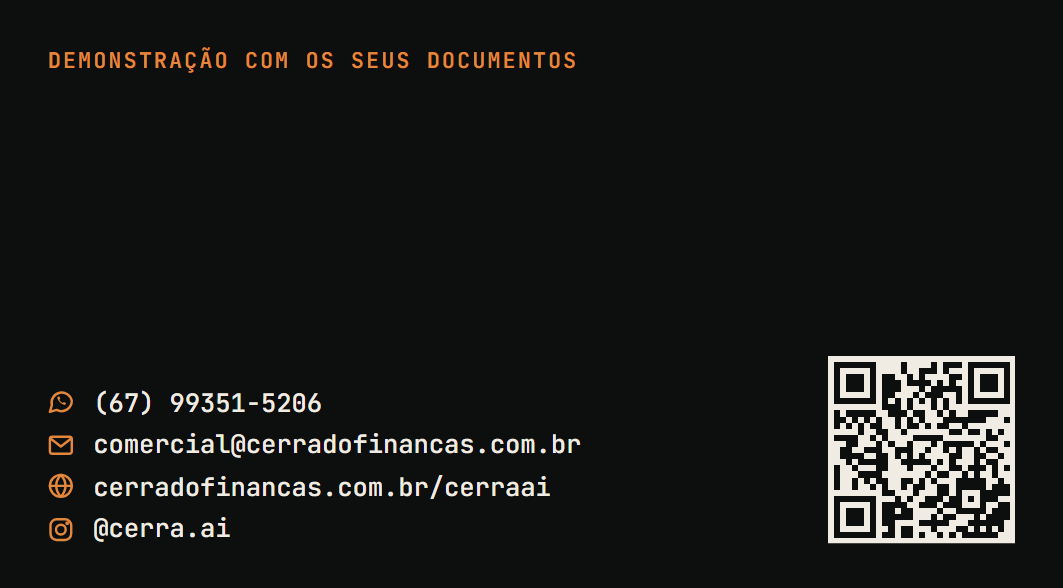 DEMONSTRAÇÃO COM OS SEUS DOCUMENTOS
(67) 99351-5206
comercial@cerradofinancas.com.br
cerradofinancas.com.br/cerraai
@cerra.ai